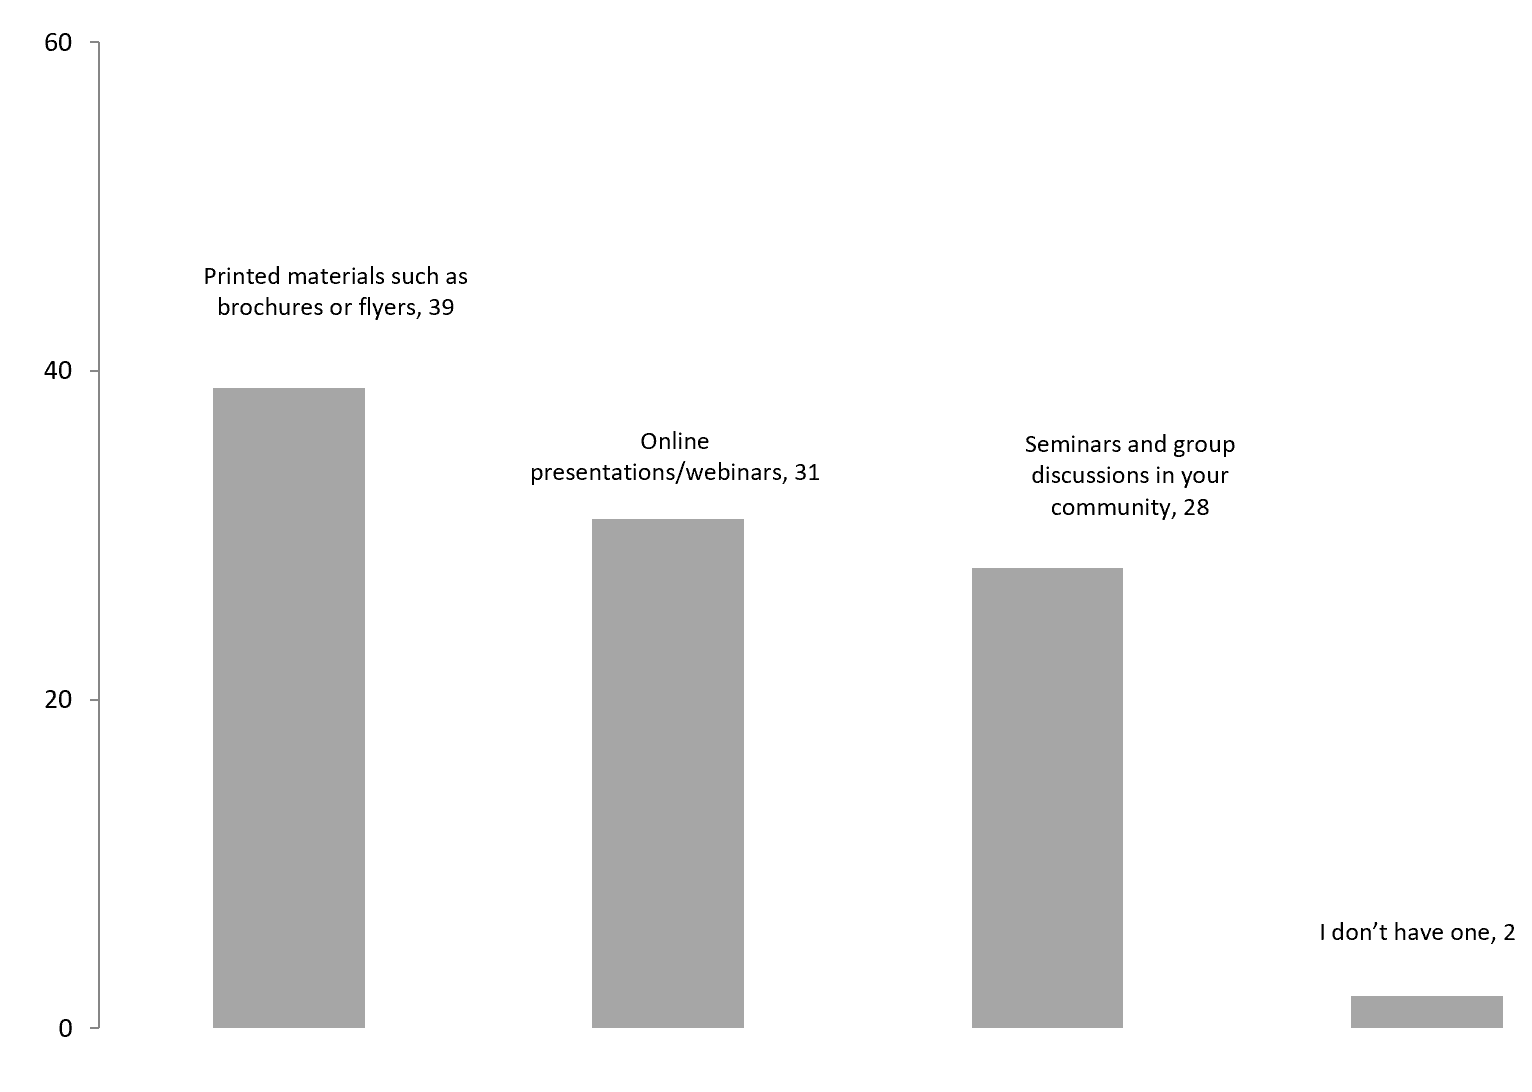 60
Printed materials such as
brochures or flyers, 39
40
Online
presentations/webinars, 31
Seminars and group
discussions in your
community, 28
20
I don’t have one, 2
0